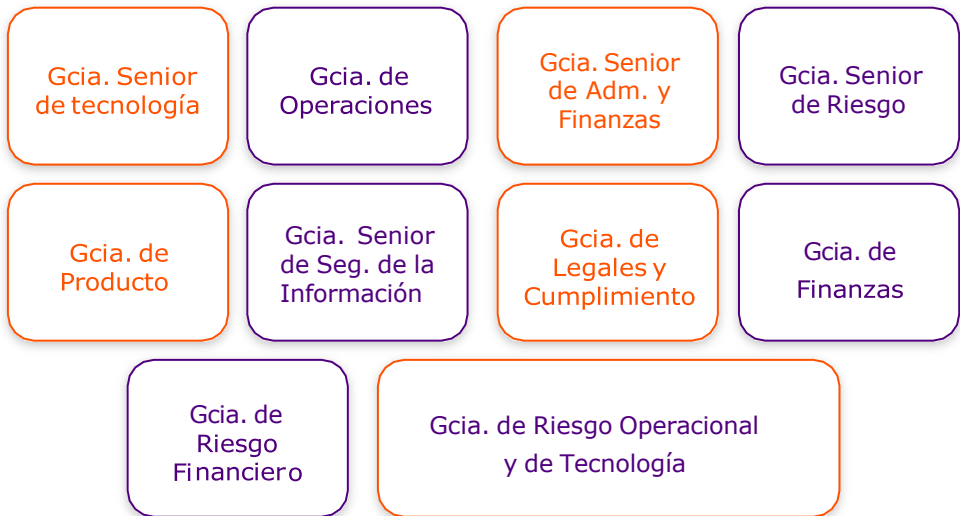 Gcia. Senior
de tecnología
Gcia. de
Operaciones
Gcia. Senior
de Adm. y
Finanzas
Gcia. Senior
de Riesgo
Gcia. de
Producto
Gcia. Senior
de Seg. de la
Información
Gcia. de
Legales y
Cumplimiento
Gcia. de
Finanzas
Gcia. de
Riesgo
Financiero
Gcia. de Riesgo Operacional
y de Tecnología